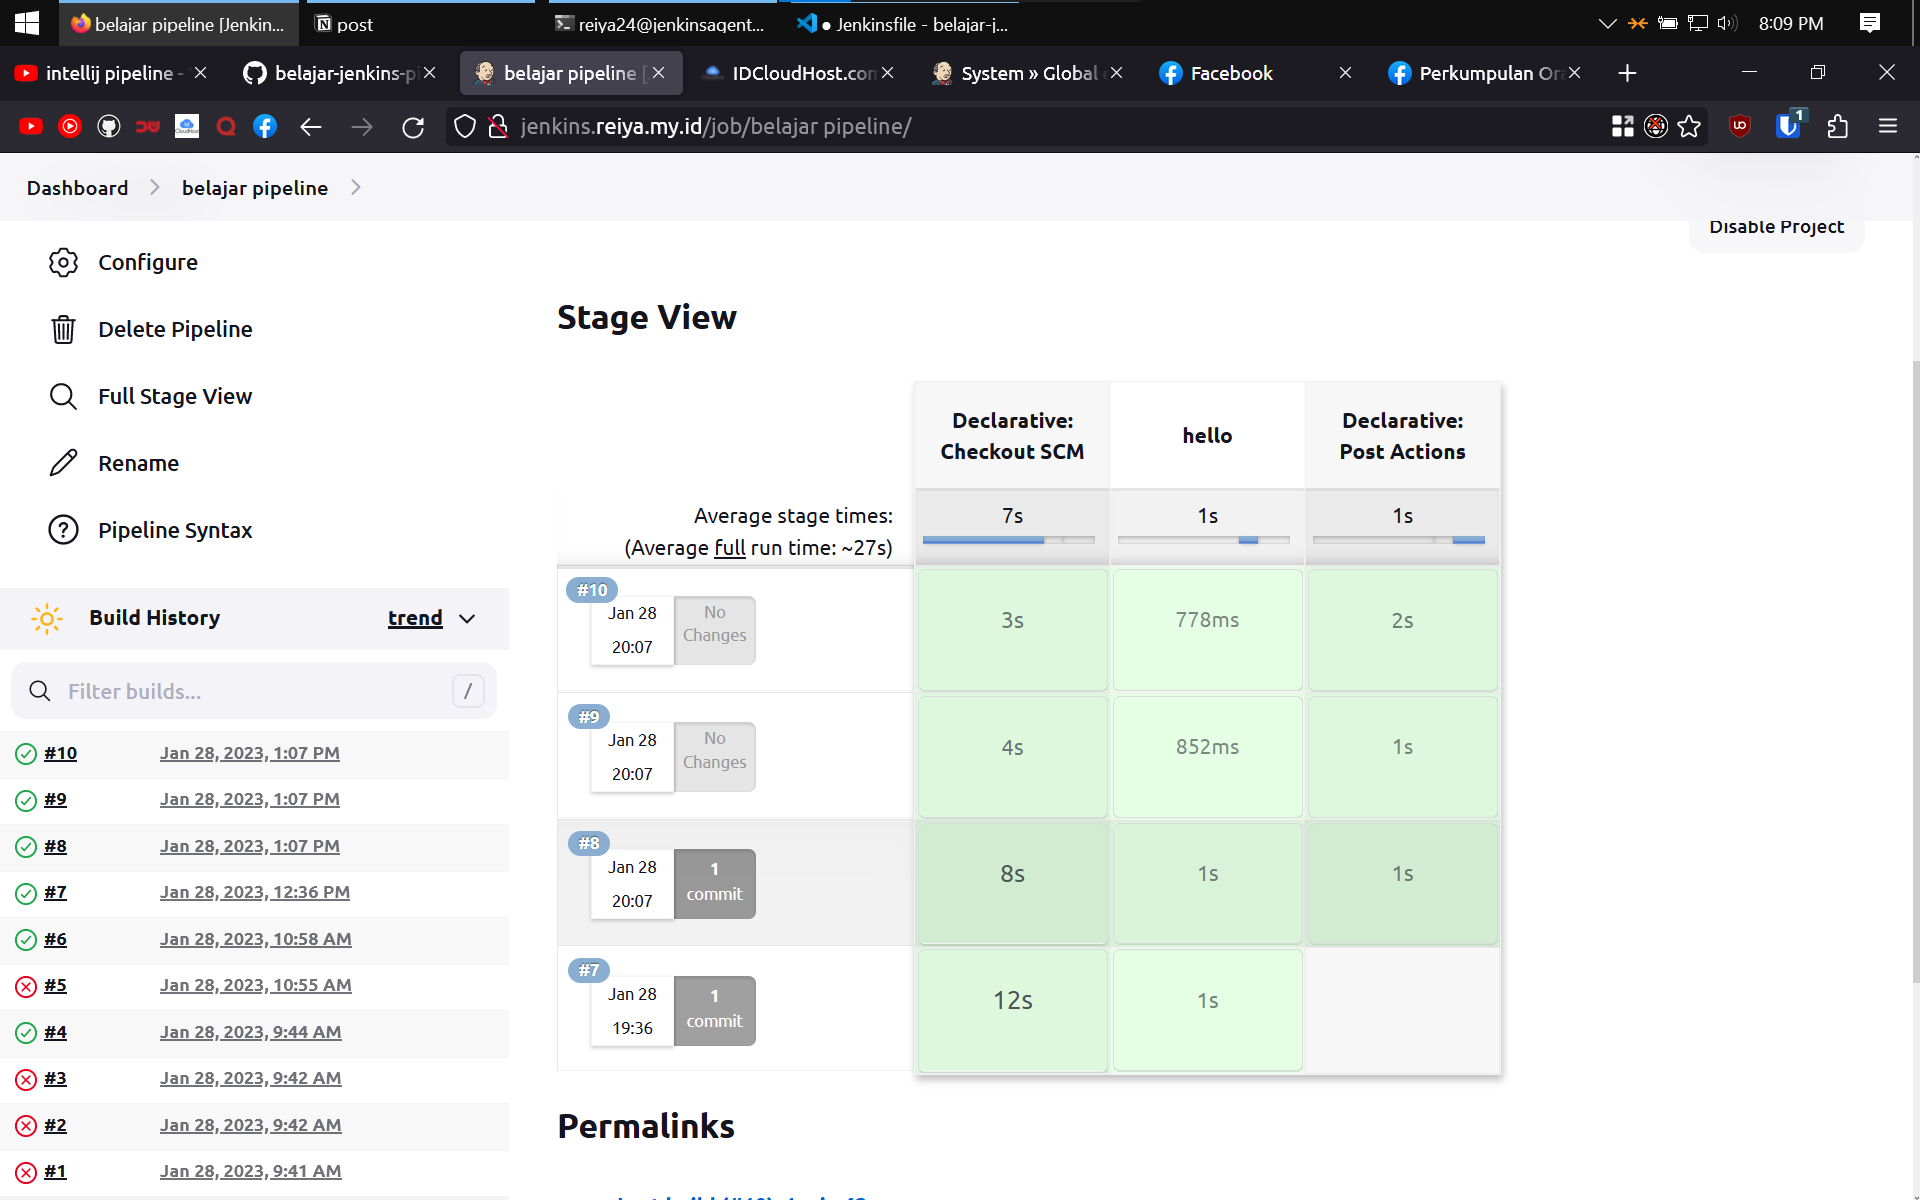 belajar pipeline [Jenkin...
post
reiya24@jenkinsagent...
● Jenkinsfile - belajar-j...
8:09 PM
intellij pipeline -
belajar-jenkins-pi
belajar pipeline [
IDCloudHost.com
System » Global
Facebook
Perkumpulan Ora
jenkins.reiya.my.id/job/belajar pipeline/
1
Dashboard
belajar pipeline
Disable Project
Configure
Delete Pipeline
Full Stage View
Rename
Pipeline Syntax
Build History
trend
Filter builds...
/
#10 Jan 28, 2023, 1:07 PM
#9 Jan 28, 2023, 1:07 PM
#8 Jan 28, 2023, 1:07 PM
#7 Jan 28, 2023, 12:36 PM
#6 Jan 28, 2023, 10:58 AM
#5 Jan 28, 2023, 10:55 AM
#4 Jan 28, 2023, 9:44 AM
#3 Jan 28, 2023, 9:42 AM
#2 Jan 28, 2023, 9:42 AM
#1 Jan 28, 2023, 9:41 AM
Stage View
Declarative:
Checkout SCM
hello
Declarative:
Post Actions
Average stage times:
(Average full run time: ~27s)
7s
1s
1s
#10
Jan 28
20:07
No
Changes
3s
778ms
2s
#9
Jan 28
20:07
No
Changes
4s
852ms
1s
#8
Jan 28
20:07
1
commit
8s
1s
1s
#7
Jan 28
19:36
1
commit
12s
1s
Permalinks